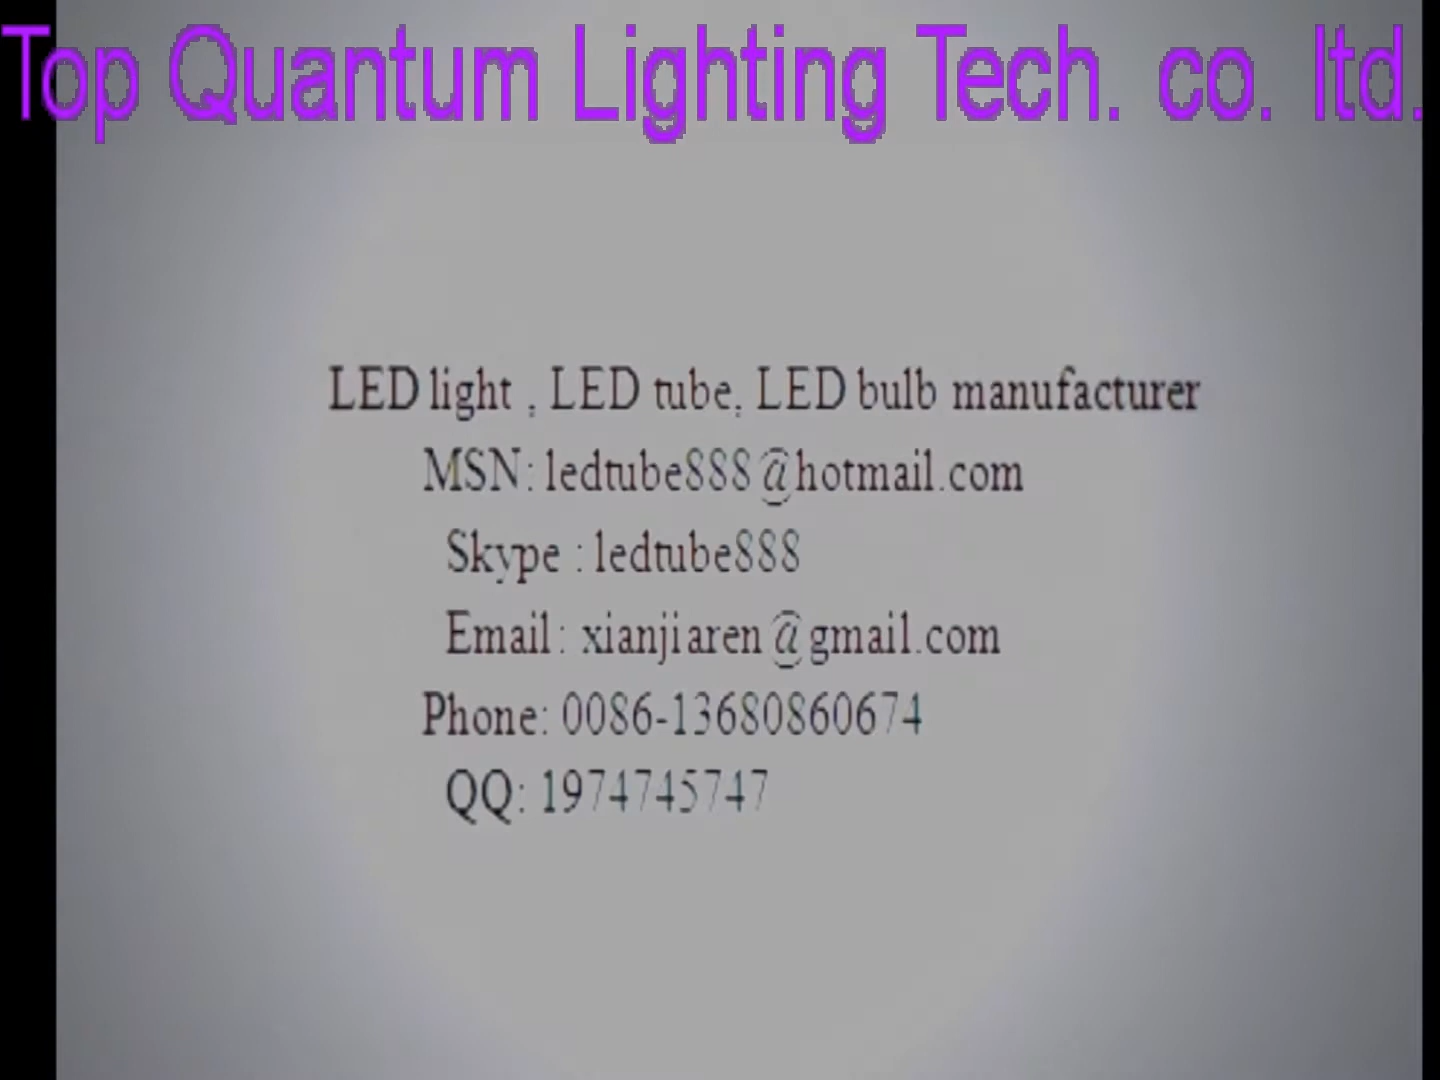 Top Quantum Lighting Tech. co. ltd.
LED light , LED tube, LED bulb manufacturer
MSN: ledtube888@hotmail.com
Skype : ledtube888
Email: xianjiaren@gmail.com
Phone: 0086-13680860674
QQ: 1974745747